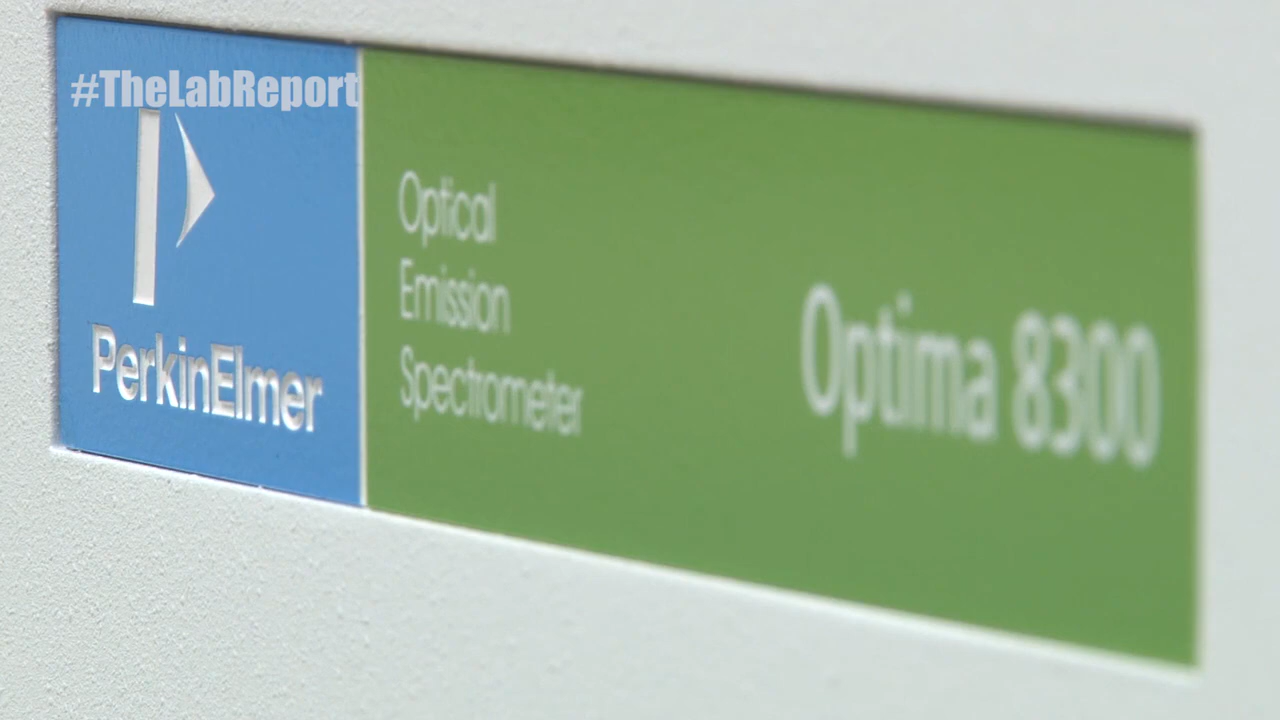 #TheLabReport
PerkinElmer
Optical
Emission
Spectrometer
Optima 8300